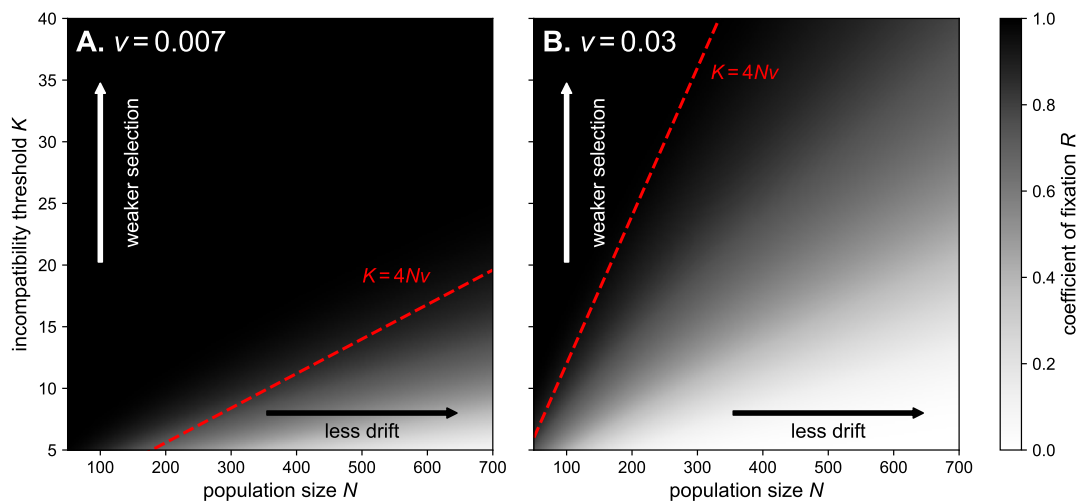 A. v = 0.007
B. v = 0.03
K = 4Nv
K = 4Nv
weaker selection
weaker selection
less drift
less drift
incompatibility threshold K
40
35
30
25
20
15
10
5
100
200
300
400
500
600
700
population size N
100
200
300
400
500
600
700
population size N
1.0
0.8
0.6
0.4
0.2
0.0
coefficient of fixation R